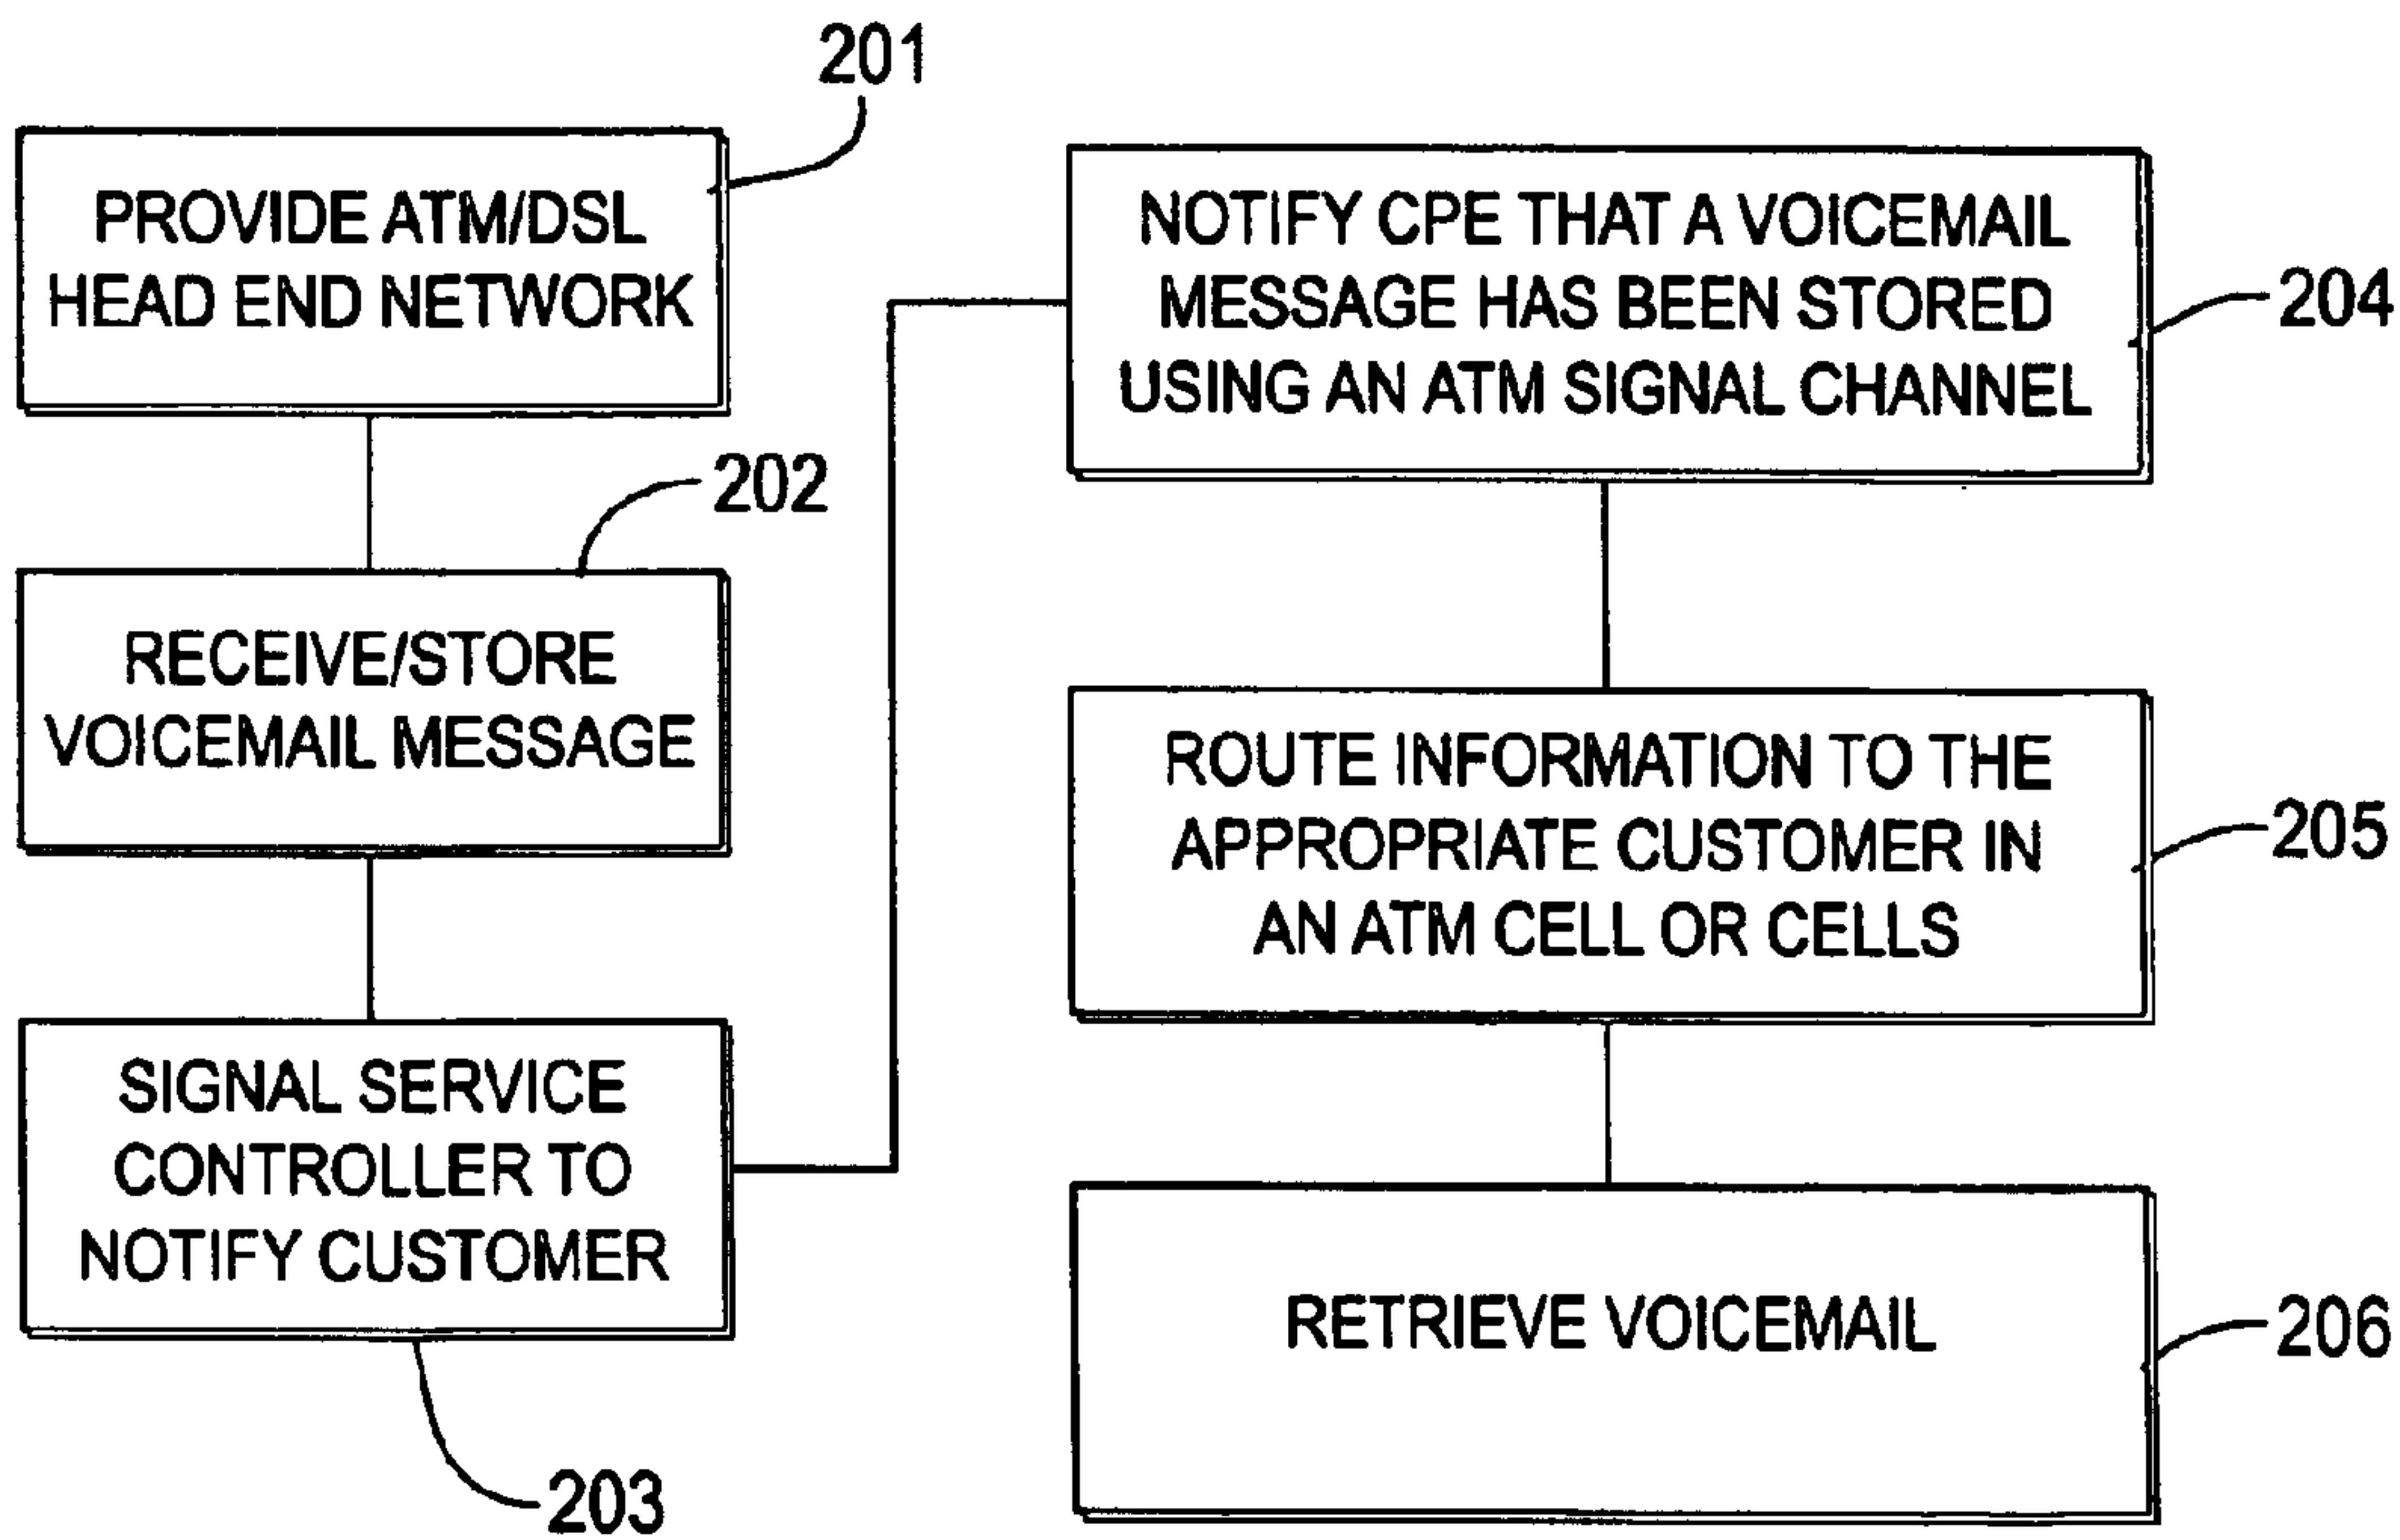 201
PROVIDE ATM/DSL
HEAD END NETWORK
202
RECEIVE/STORE
VOICEMAIL MESSAGE
SIGNAL SERVICE
CONTROLLER TO
NOTIFY CUSTOMER
203
NOTIFY CPE THAT A VOICEMAIL
MESSAGE HAS BEEN STORED
USING AN ATM SIGNAL CHANNEL
204
ROUTE INFORMATION TO THE
APPROPRIATE CUSTOMER IN
AN ATM CELL OR CELLS
205
RETRIEVE VOICEMAIL
206